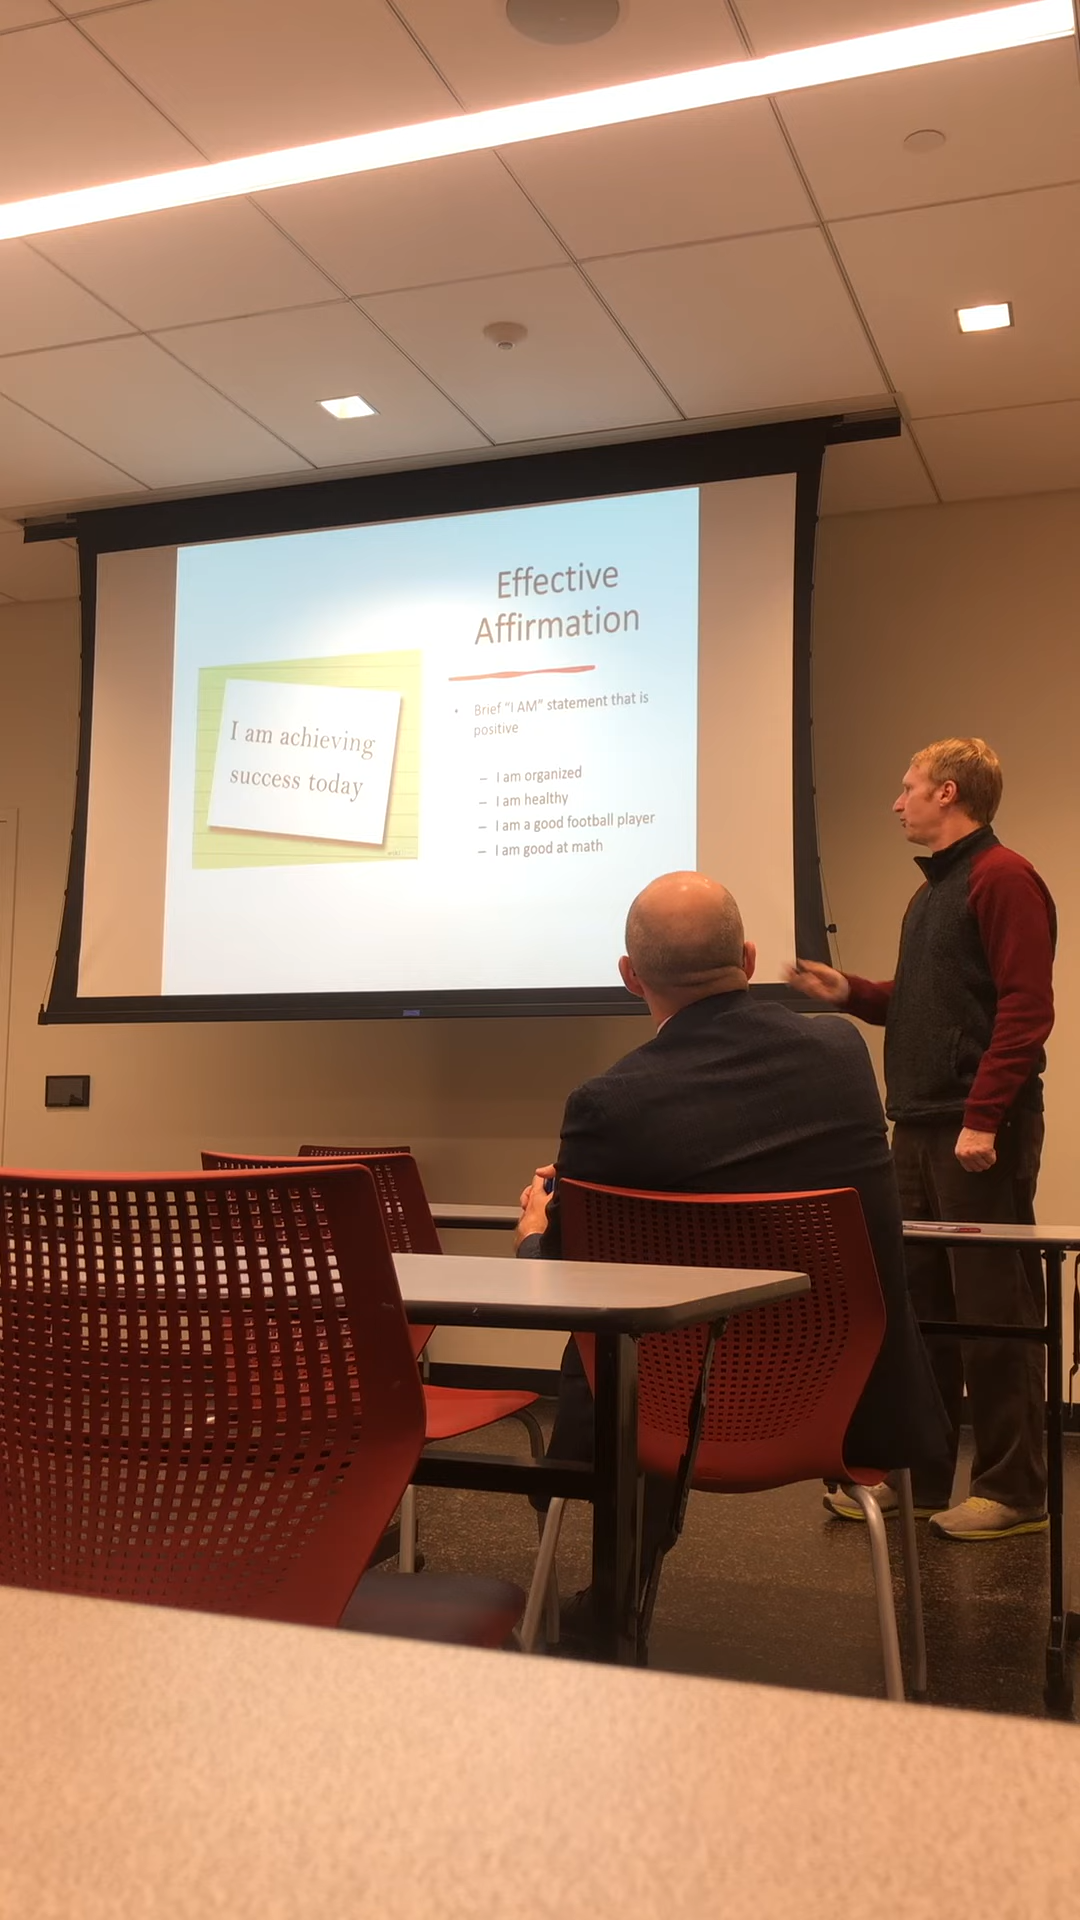 Effective
Affirmation
I am achieving
success today
• Brief “I AM” statement that is
positive
– I am organized
– I am healthy
– I am a good football player
– I am good at math